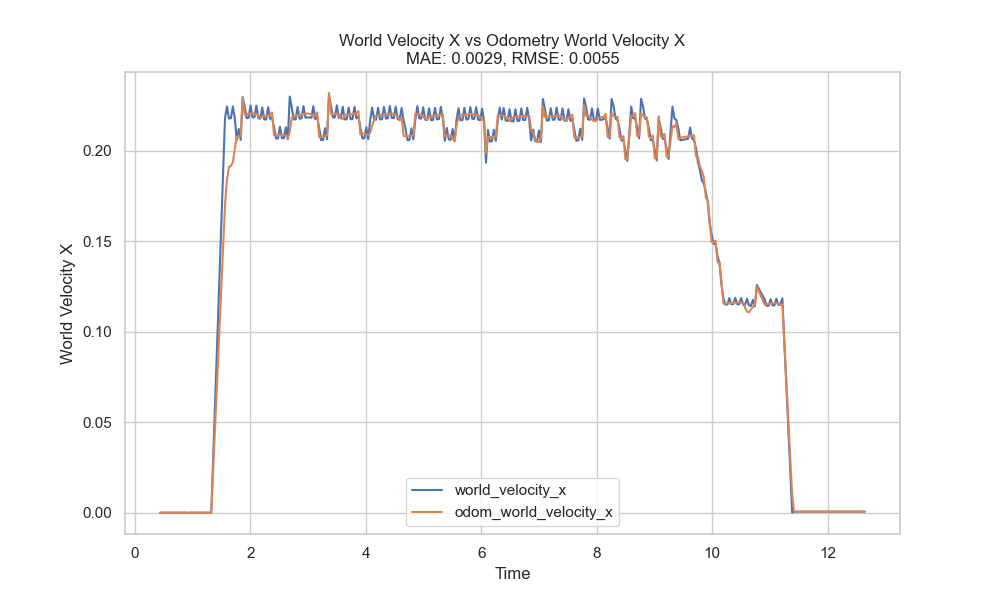 World Velocity X vs Odometry World Velocity X
MAE: 0.0029, RMSE: 0.0055
World Velocity X
0.20
0.15
0.10
0.05
0.00
world_velocity_x
odom_world_velocity_x
0 2 4 6 8 10 12
Time